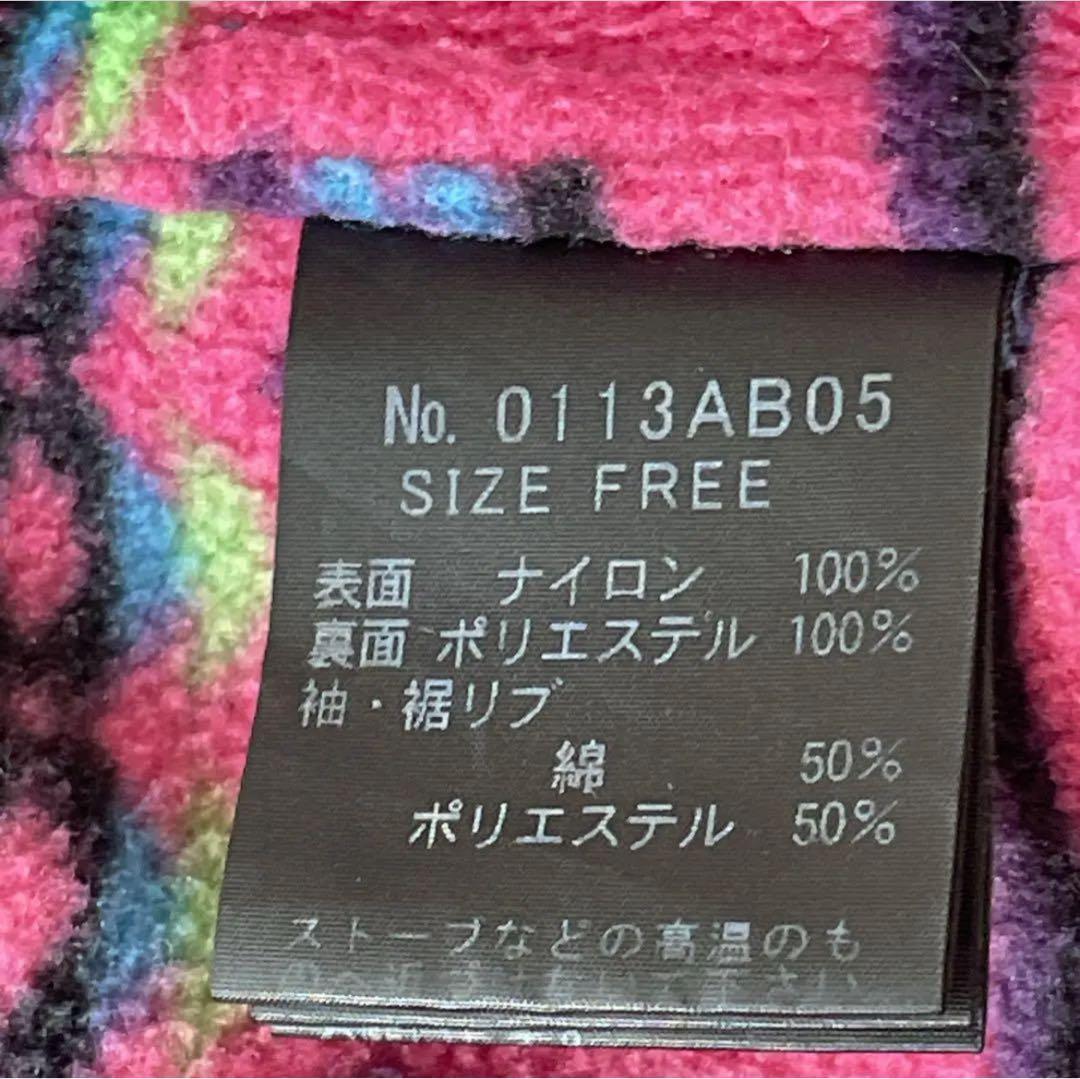 No. 0113AB05
SIZE FREE
表面 ナイロン 100%
裏面 ポリエステル 100%
袖・裾リブ
綿 50%
ポリエステル 50%
ストーブなどの高温のも